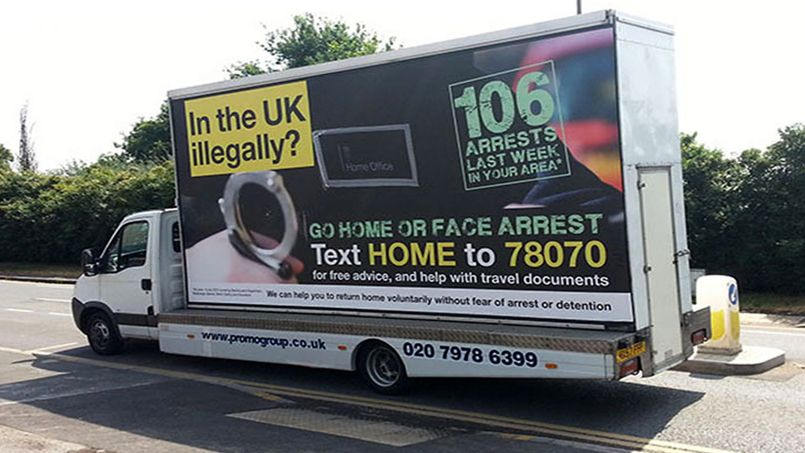 In the UK
illegally?
Home Office
106
ARRESTS
LAST WEEK
IN YOUR AREA*
GO HOME OR FACE ARREST
Text HOME to 78070
for free advice, and help with travel documents
We can help you to return home voluntarily without fear of arrest or detention
www.promogroup.co.uk
020 7978 6399